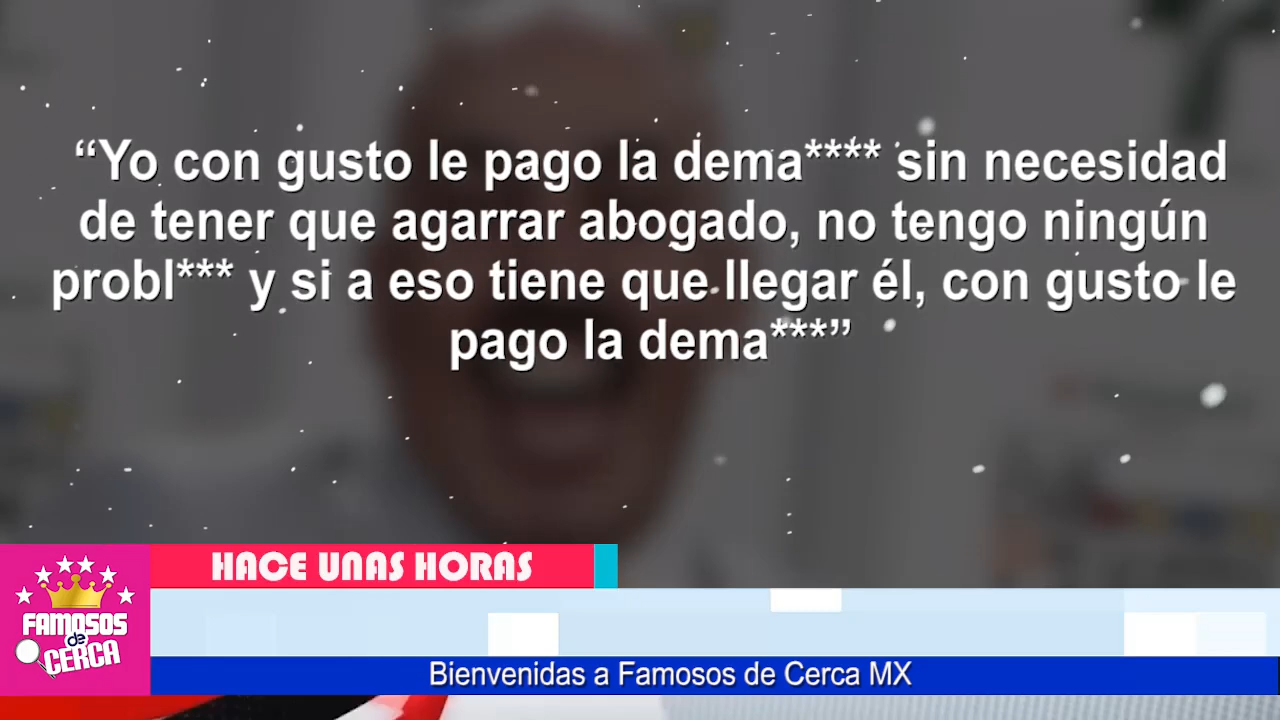 “Yo con gusto le pago la dema**** sin necesidad
de tener que agarrar abogado, no tengo ningún
probl*** y si a eso tiene que llegar él, con gusto le
pago la dema***”
HACE UNAS HORAS
FAMOSOS
de
CERCA
Bienvenidas a Famosos de Cerca MX